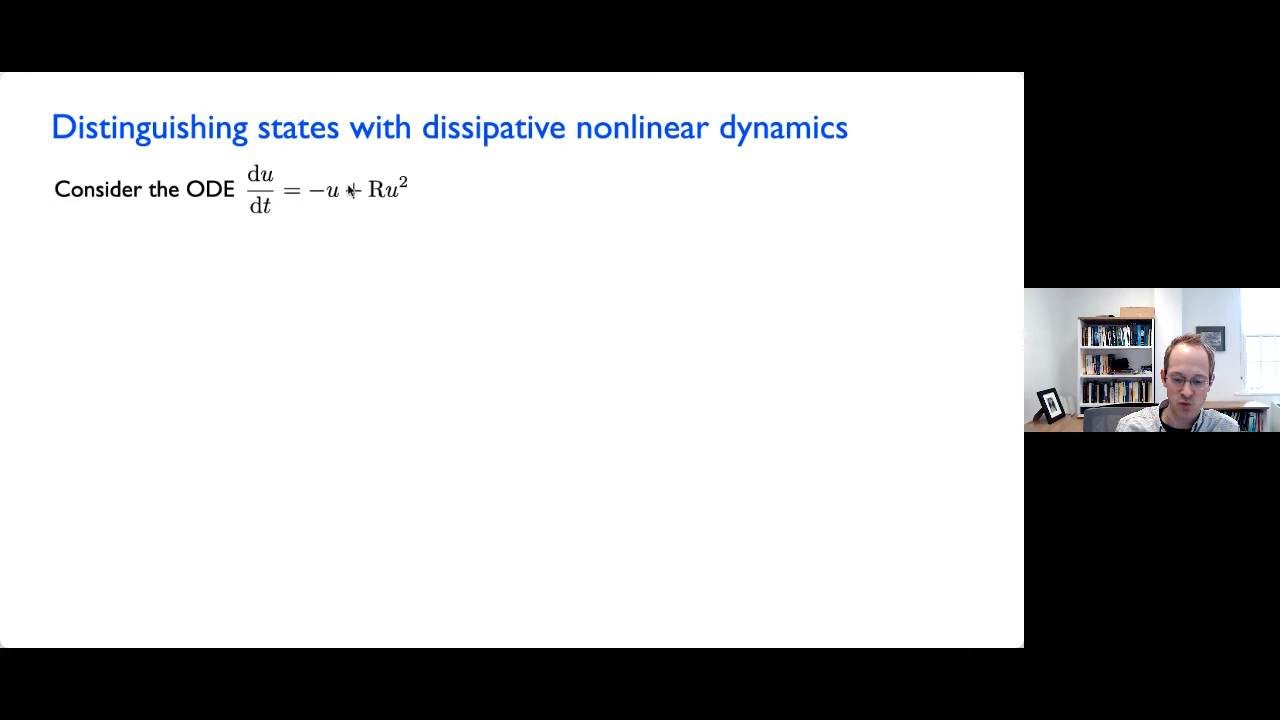 Distinguishing states with dissipative nonlinear dynamics
Consider the ODE du/dt = −u + Ru²